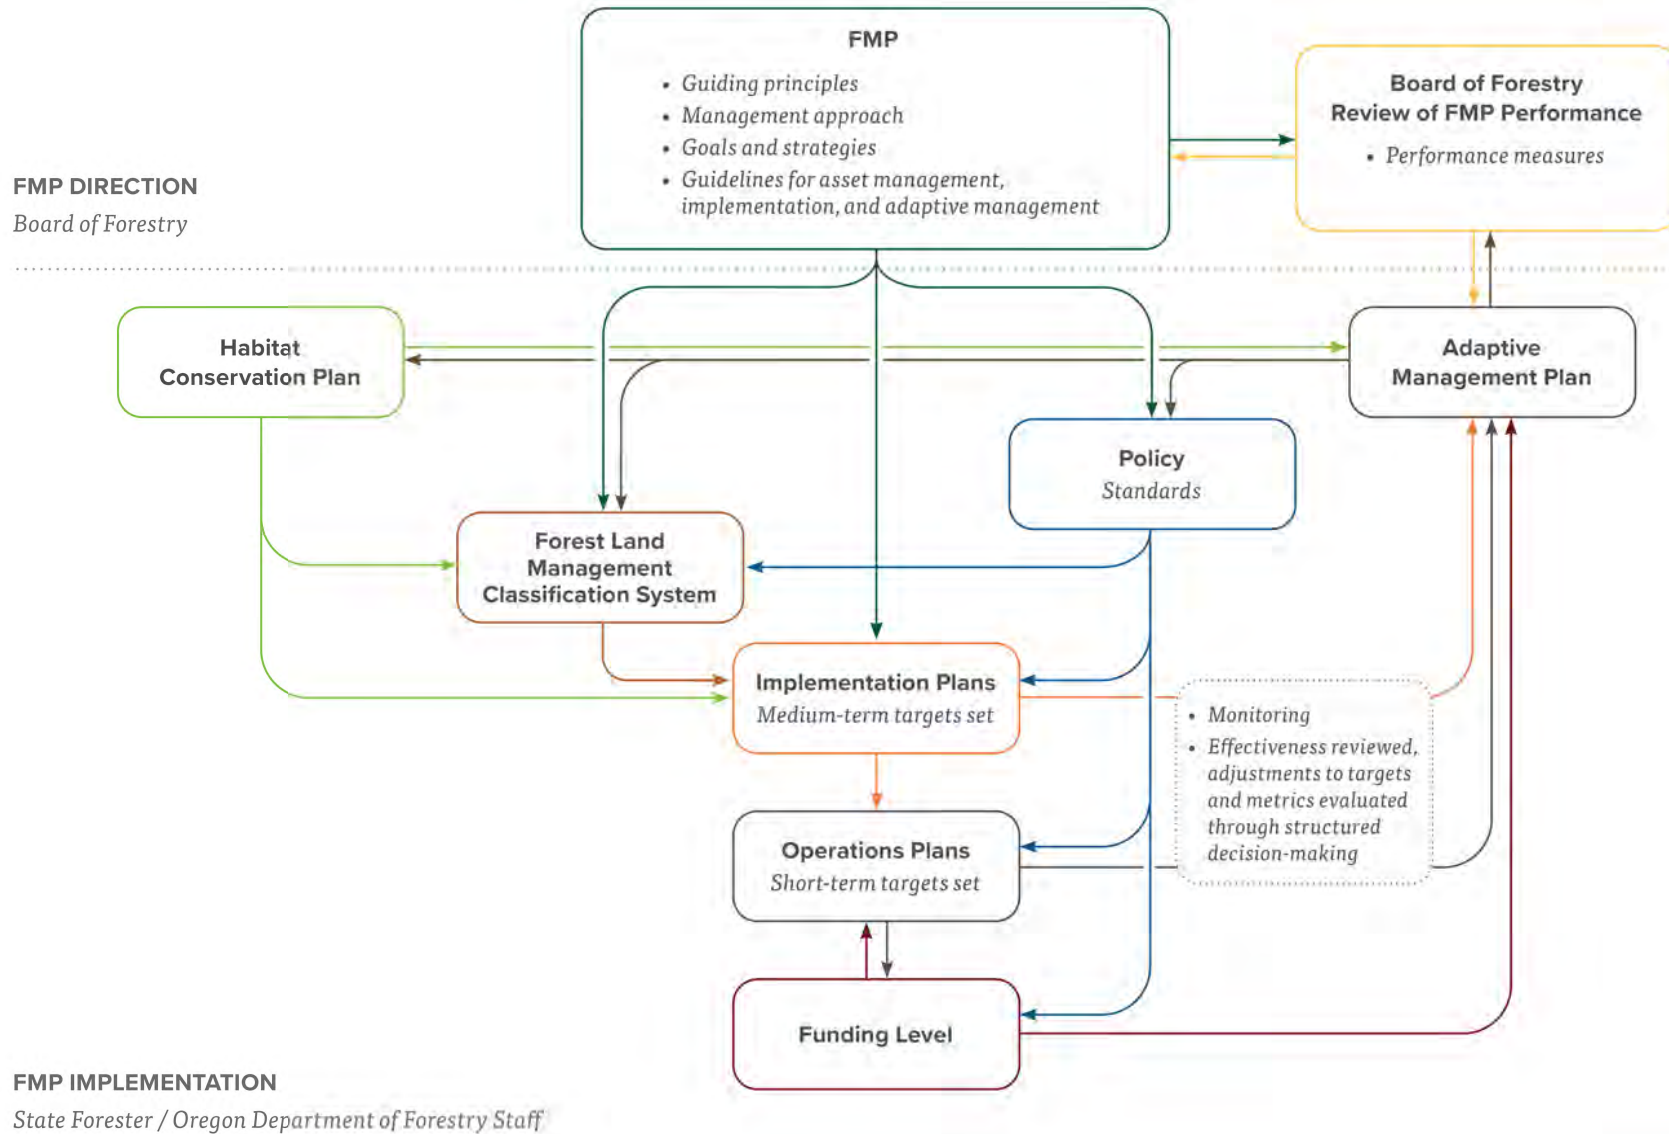 FMP
• Guiding principles
• Management approach
• Goals and strategies
• Guidelines for asset management,
implementation, and adaptive management
Board of Forestry
Review of FMP Performance
• Performance measures
FMP DIRECTION
Board of Forestry
Habitat
Conservation Plan
Adaptive
Management Plan
Policy
Standards
Forest Land
Management
Classification System
Implementation Plans
Medium-term targets set
• Monitoring
• Effectiveness reviewed,
adjustments to targets
and metrics evaluated
through structured
decision-making
Operations Plans
Short-term targets set
Funding Level
FMP IMPLEMENTATION
State Forester / Oregon Department of Forestry Staff